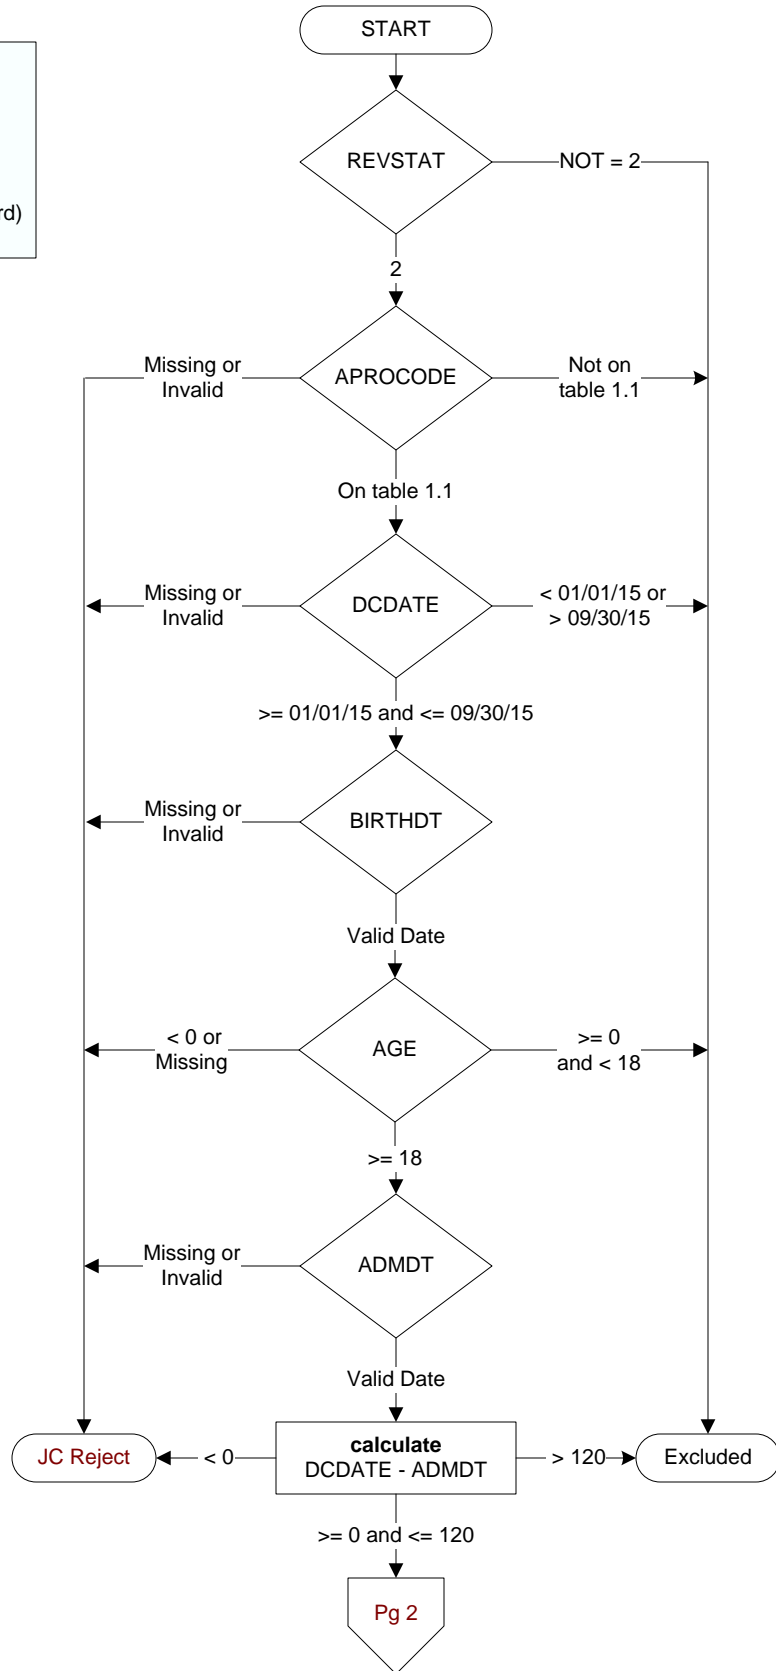 START
rd)
REVSTAT
NOT = 2
2
Missing or
Invalid
APROCODE
Not on
table 1.1
On table 1.1
Missing or
Invalid
DCDATE
< 01/01/15 or
> 09/30/15
>= 01/01/15 and <= 09/30/15
Missing or
Invalid
BIRTHDT
Valid Date
< 0 or
Missing
AGE
>= 0
and < 18
>= 18
Missing or
Invalid
ADMDT
Valid Date
JC Reject
< 0
calculate
DCDATE - ADMDT
> 120
Excluded
>= 0 and <= 120
Pg 2